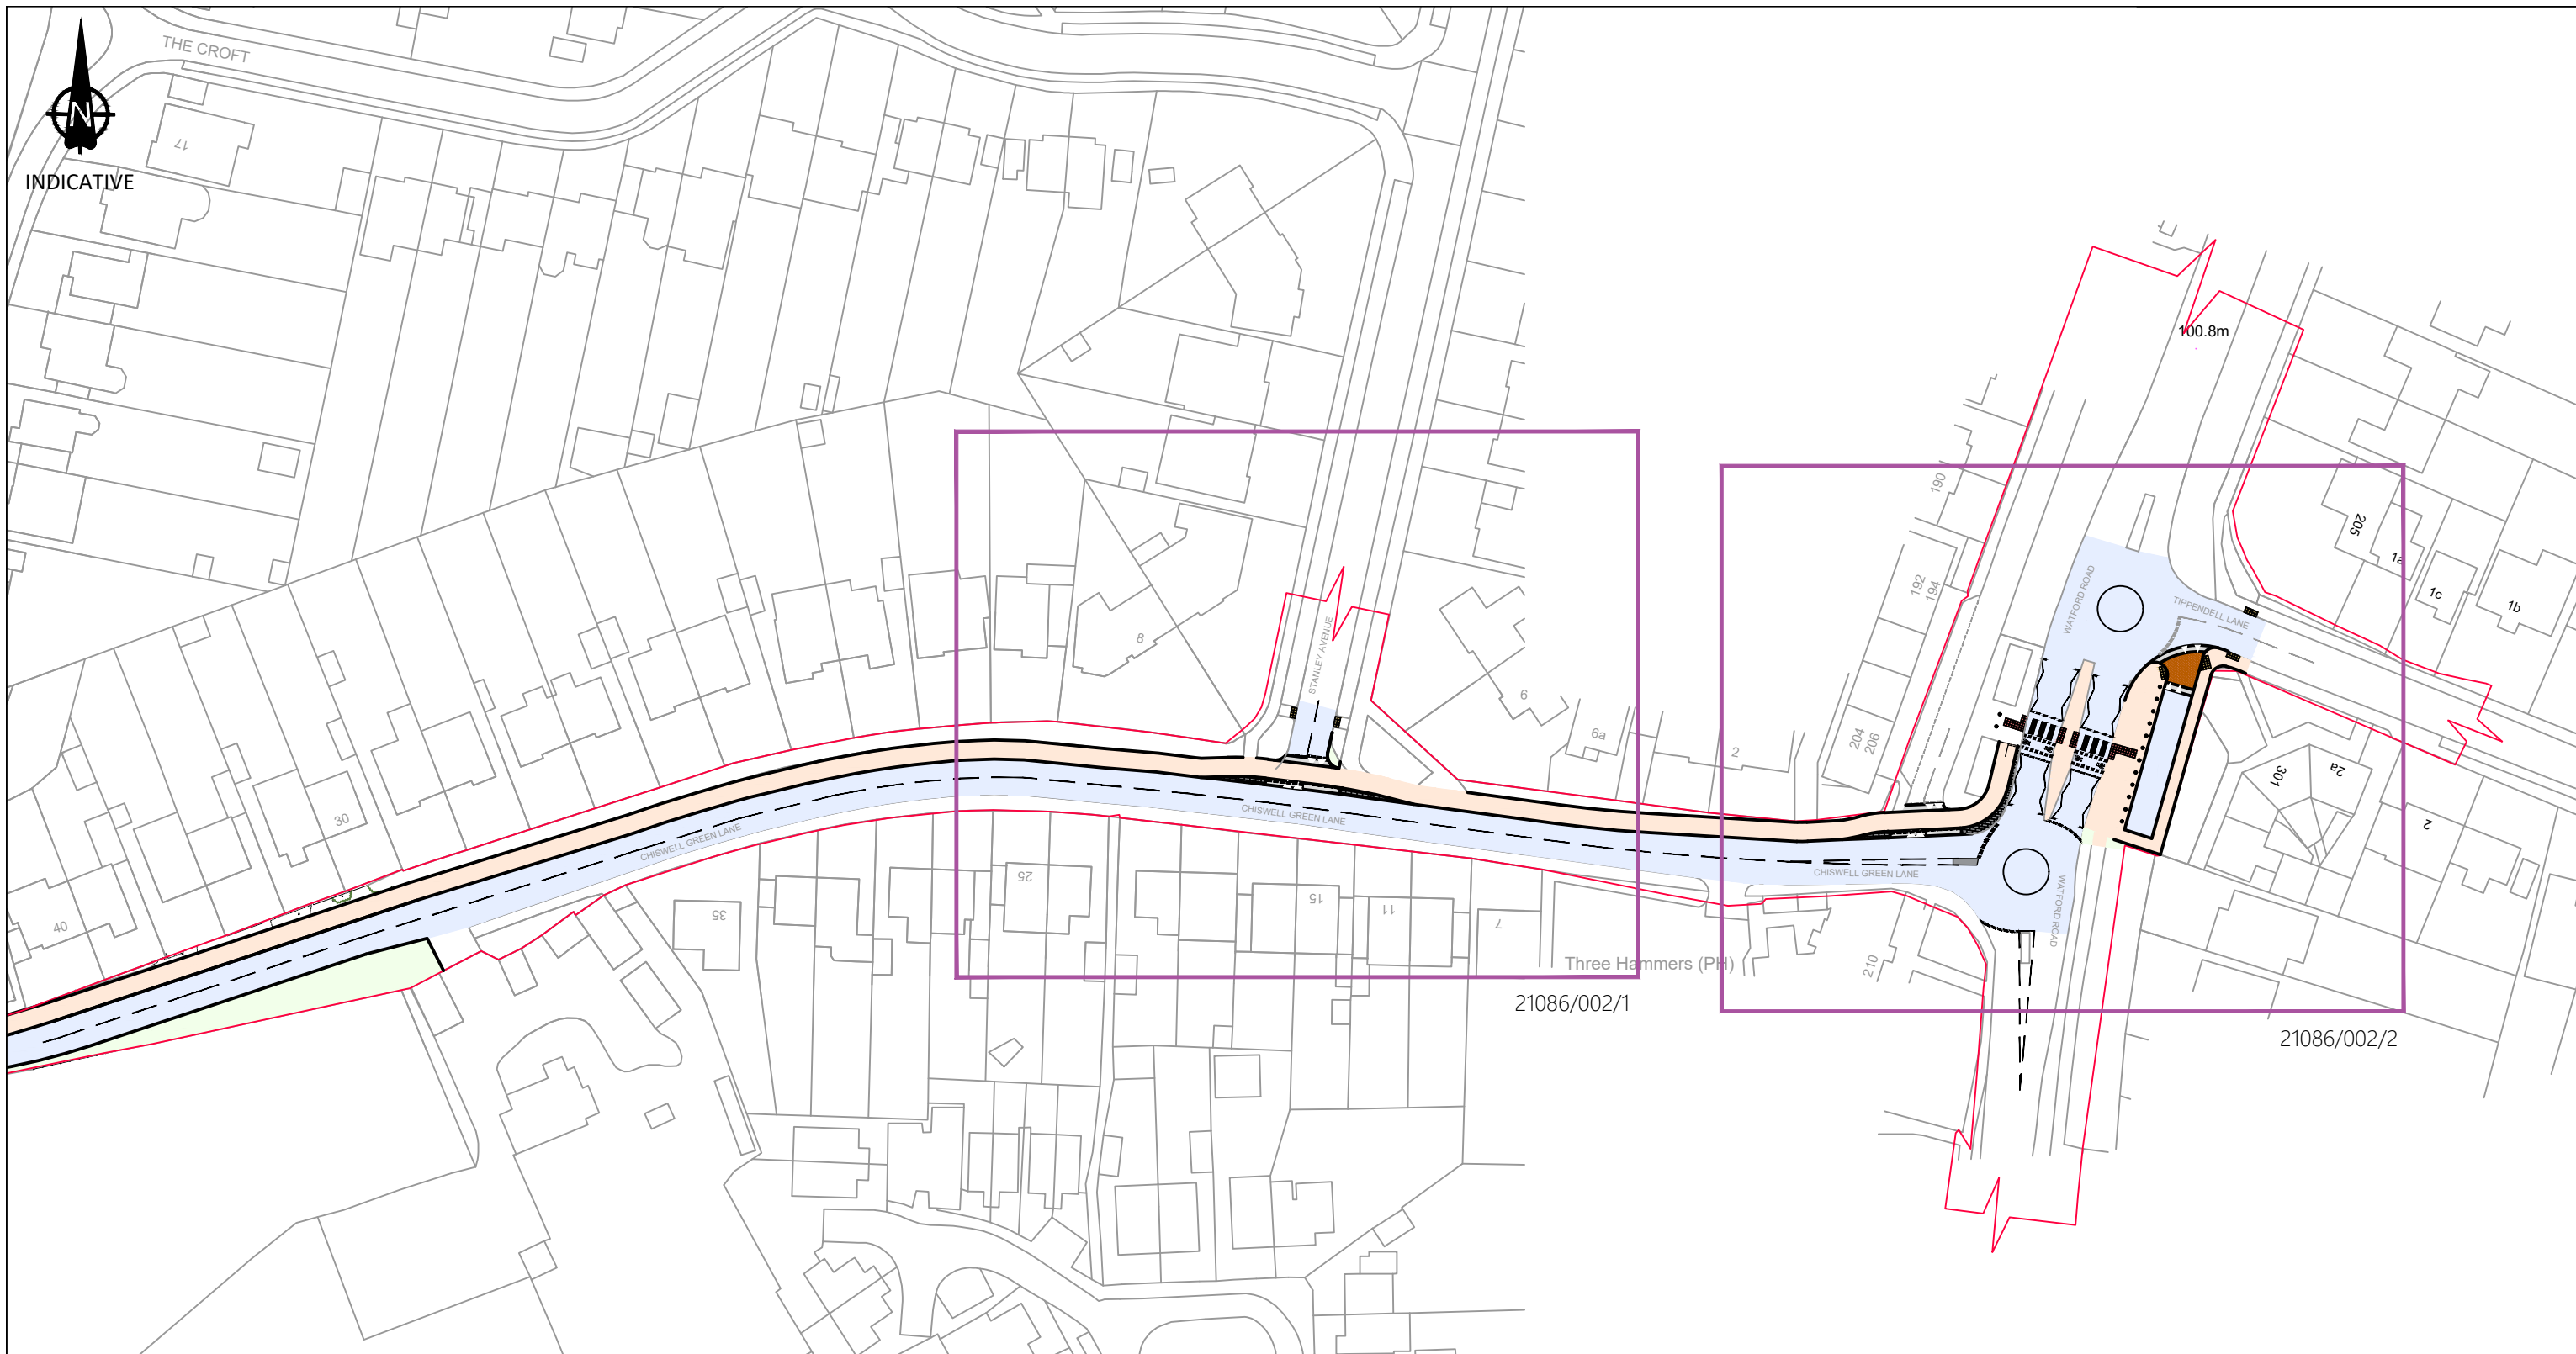 THE CROFT
N
INDICATIVE
17
100.8m
190
205
1a
1c
1b
192
194
WATFORD ROAD
TIPPENDELL LANE
STANLEY AVENUE
8
6
6a
2
204
206
301
2a
2
CHISWELL GREEN LANE
CHISWELL GREEN LANE
CHISWELL GREEN LANE
WATFORD ROAD
30
40
35
25
15
11
7
Three Hammers (PH)
210
21086/002/1
21086/002/2